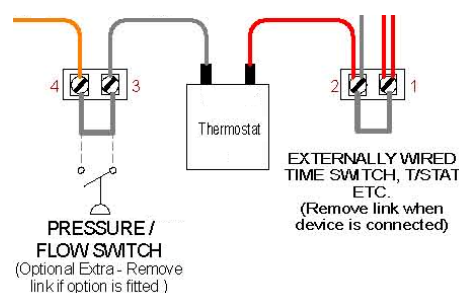 4
3
Thermostat
2
1
PRESSURE /
FLOW SWITCH
(Optional Extra - Remove
link if option is fitted )
EXTERNALLY WIRED
TIME SWITCH, T/STAT
ETC.
(Remove link when
device is connected)